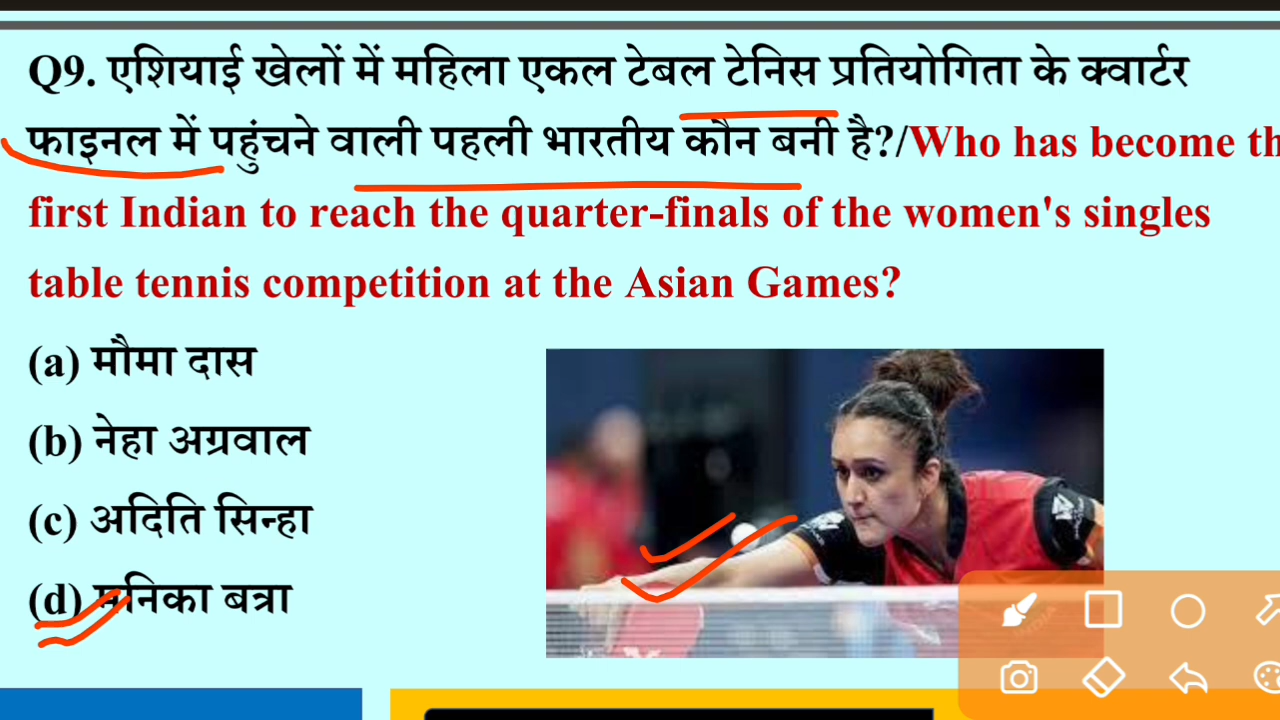 Q9. एशियाई खेलों में महिला एकल टेबल टेनिस प्रतियोगिता के क्वार्टर
फाइनल में पहुंचने वाली पहली भारतीय कौन बनी है?/Who has become th
first Indian to reach the quarter-finals of the women's singles
table tennis competition at the Asian Games?
(a) मौमा दास
(b) नेहा अग्रवाल
(c) अदिति सिन्हा
(d) मनिका बत्रा